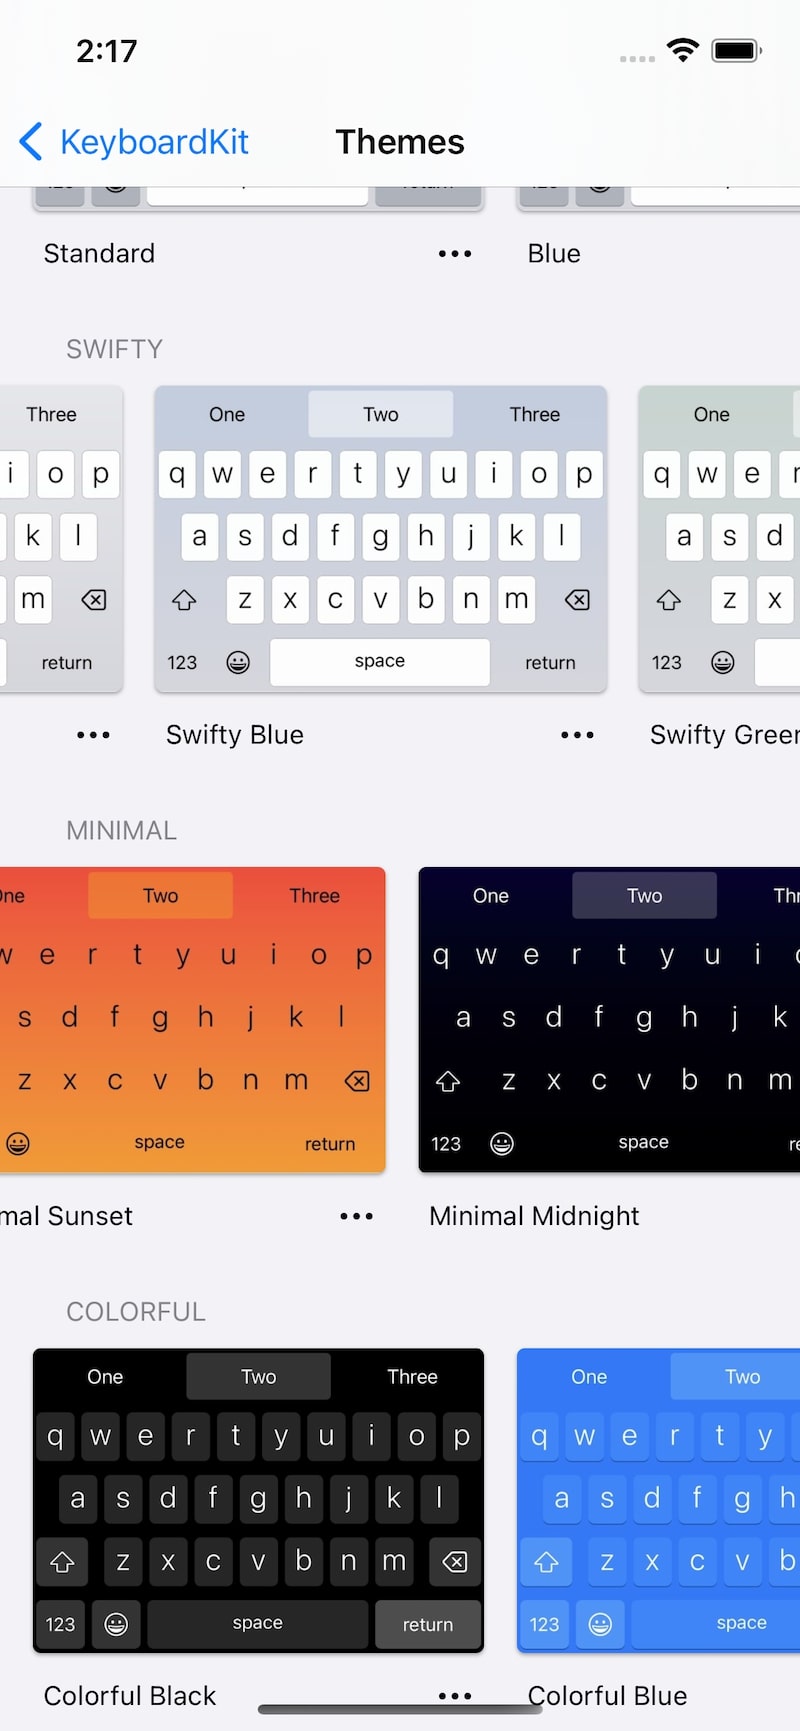 2:17
KeyboardKit
Themes
Standard
Blue
SWIFTY
Three
i o p
k l
m
return
One Two Three
q w e r t y u i o p
a s d f g h j k l
z x c v b n m
123 space return
One
q w e
a s d
z x
123
Swifty Blue
Swifty Green
MINIMAL
One Two Three
w e r t y u i o p
s d f g h j k l
z x c v b n m
space return
One Two Thr
q w e r t y u i
a s d f g h j k
z x c v b n m
123 space re
mal Sunset
Minimal Midnight
COLORFUL
One Two Three
q w e r t y u i o p
a s d f g h j k l
z x c v b n m
123 space return
One Two
q w e r t y
a s d f g h
z x c v b
123 space
Colorful Black
Colorful Blue